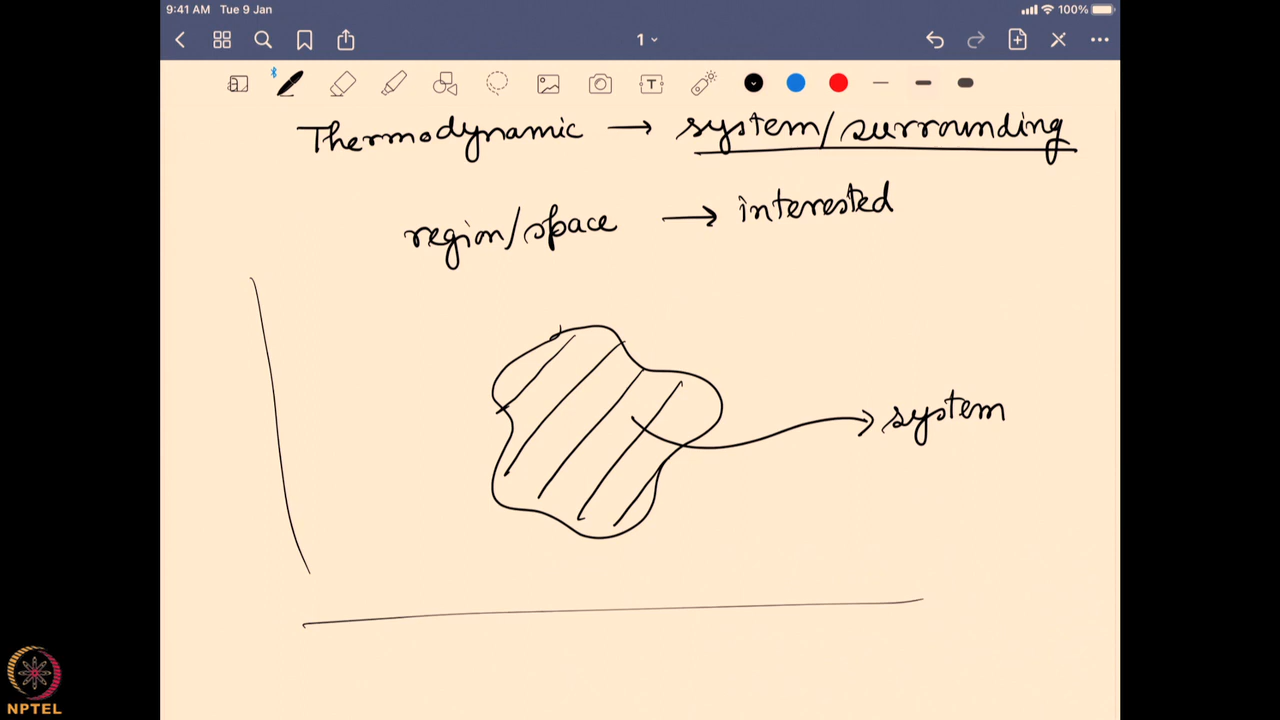 9:41 AM Tue 9 Jan
100%
1
T
Thermodynamic → system/surrounding
region/space → interested
system
NPTEL